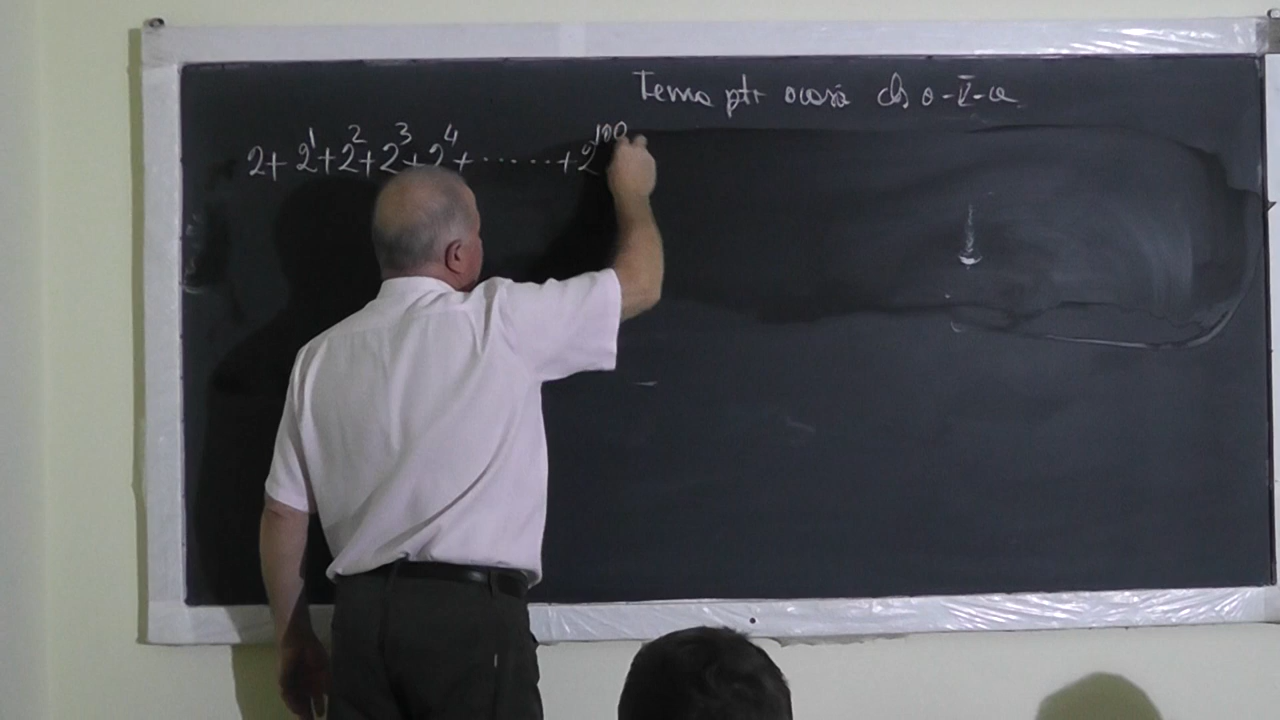 Tema ptr acasă cls a-V-a
2+2¹+2²+2³+2⁴+......+2¹⁰⁰